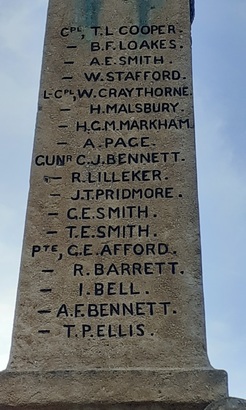 CPL, T.L COOPER.
– B.F. LOAKES.
– A.E. SMITH.
– W. STAFFORD.
L-CPL, W. CRAYTHORNE.
– H. MALSBURY.
– H.G.M. MARKHAM
– A. PAGE.
GUNR C.J. BENNETT.
– R. LILLEKER.
– J.T. PRIDMORE.
– G.E. SMITH.
– T.E. SMITH.
PTE, G.E. AFFORD.
– R. BARRETT.
– I. BELL.
– A.F. BENNETT.
– T.P. ELLIS.